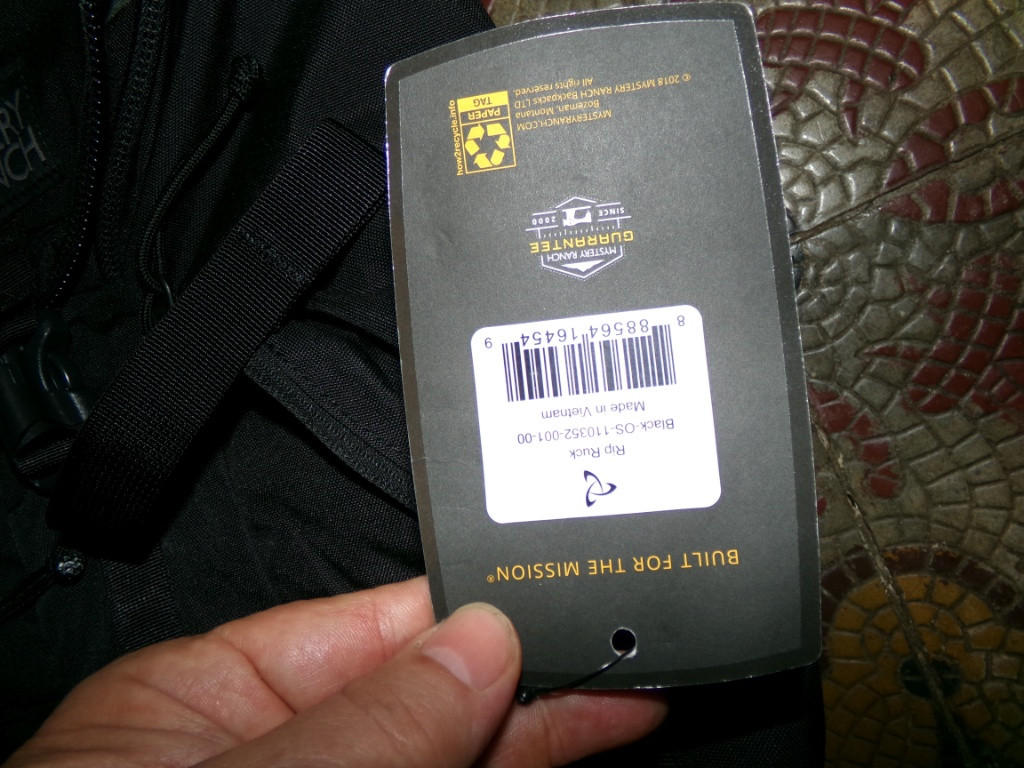 BUILT FOR THE MISSION®
Rip Ruck
Black-OS-110352-001-00
Made in Vietnam
8 88564 16454 9
MYSTERY RANCH
GUARANTEE
SINCE 2000
MYSTERYRANCH.COM
Bozeman, Montana
© 2018 MYSTERY RANCH Backpacks LTD
All rights reserved.
PAPER
TAG
how2recycle.info